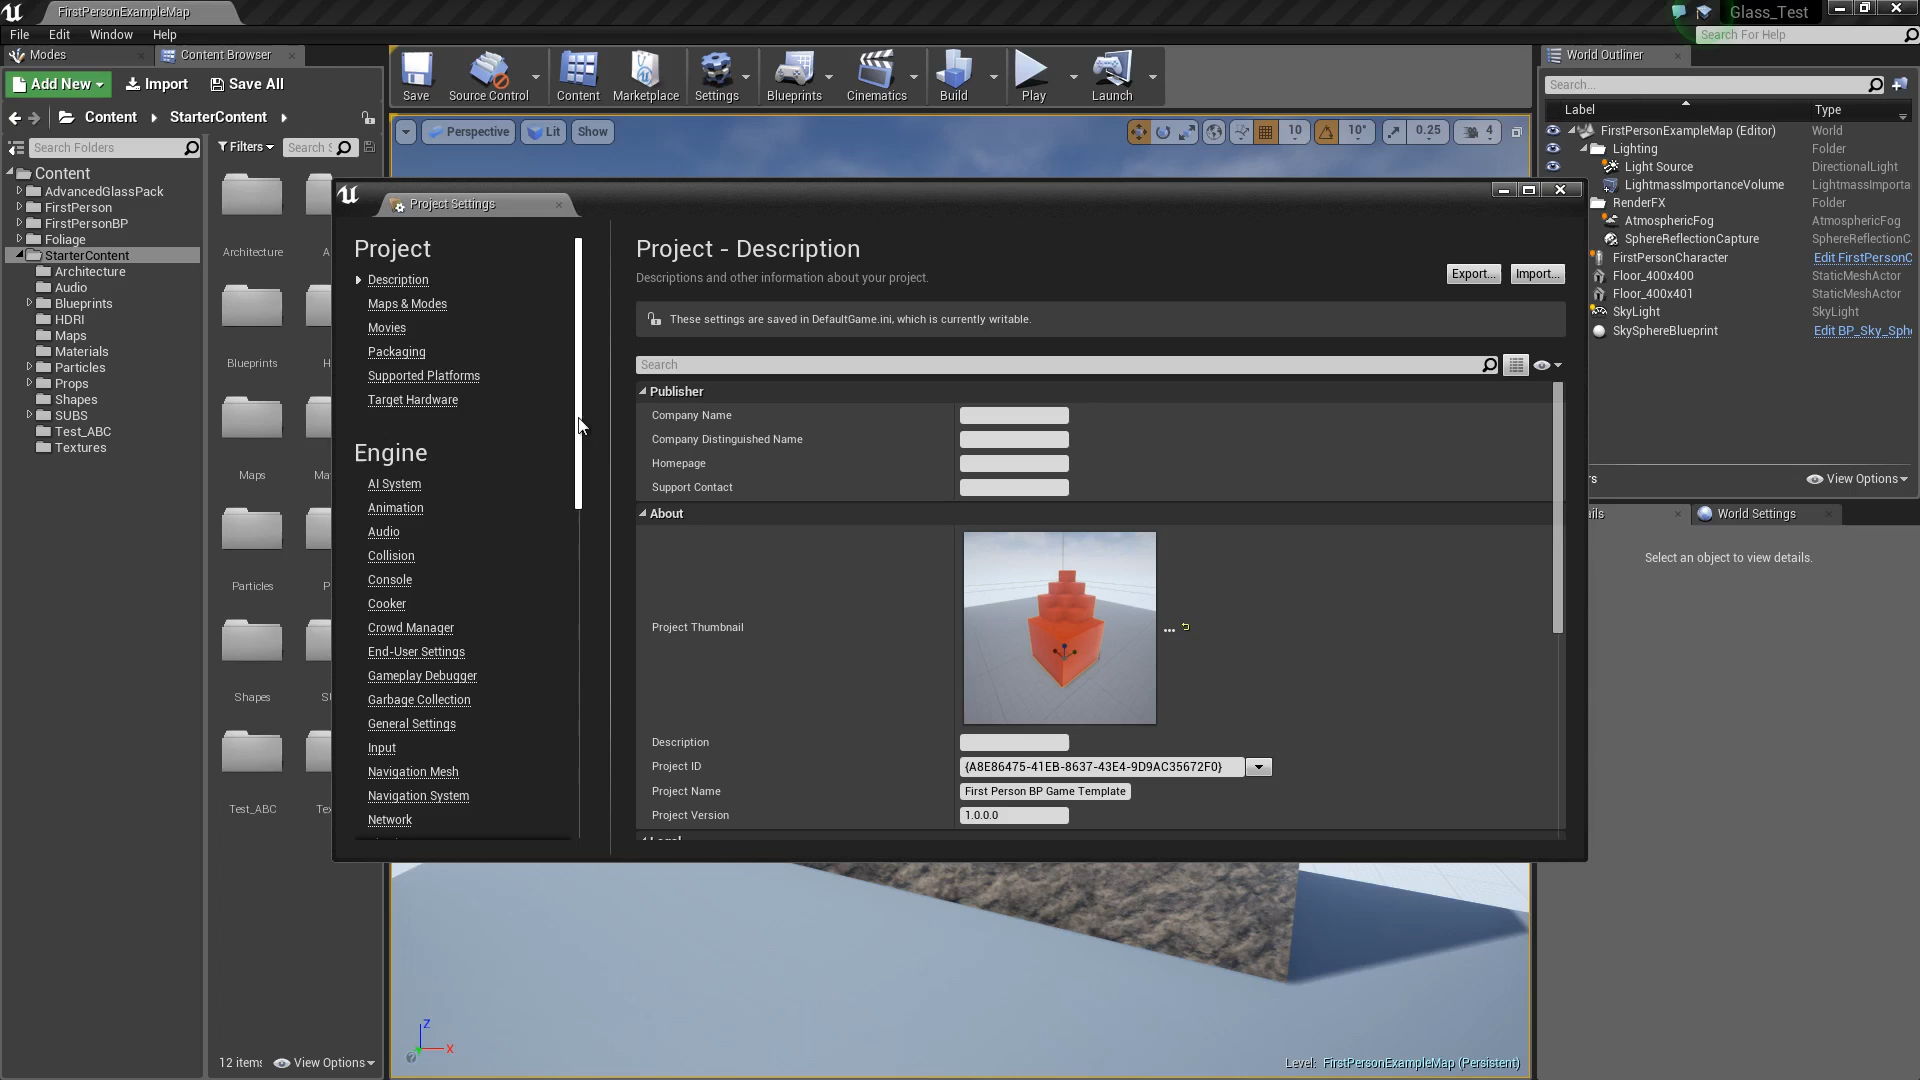 FirstPersonExampleMap
Glass_Test
File Edit Window Help
Search For Help
Modes
Content Browser
World Outliner
Add New
Import
Save All
Save
Source Control
Content
Marketplace
Settings
Blueprints
Cinematics
Build
Play
Launch
Search...
Label
Type
Content
StarterContent
Search Folders
Filters
Search
Perspective
Lit
Show
10
10°
0.25
4
FirstPersonExampleMap (Editor) World
Lighting Folder
Light Source DirectionalLight
LightmassImportanceVolume LightmassImporta
RenderFX Folder
AtmosphericFog AtmosphericFog
SphereReflectionCapture SphereReflectionC
FirstPersonCharacter Edit FirstPersonC
Floor_400x400 StaticMeshActor
Floor_400x401 StaticMeshActor
SkyLight SkyLight
SkySphereBlueprint Edit BP_Sky_Sph
View Options
World Settings
Select an object to view details.
Content
AdvancedGlassPack
FirstPerson
FirstPersonBP
Foliage
StarterContent
Architecture
Audio
Blueprints
HDRI
Maps
Materials
Particles
Props
Shapes
SUBS
Test_ABC
Textures
Architecture
Blueprints
Maps
Particles
Shapes
Test_ABC
12 items
View Options
Project Settings
Project
Description
Maps & Modes
Movies
Packaging
Supported Platforms
Target Hardware
Engine
AI System
Animation
Audio
Collision
Console
Cooker
Crowd Manager
End-User Settings
Gameplay Debugger
Garbage Collection
General Settings
Input
Navigation Mesh
Navigation System
Network
Project - Description
Descriptions and other information about your project.
Export...
Import...
These settings are saved in DefaultGame.ini, which is currently writable.
Search
Publisher
Company Name
Company Distinguished Name
Homepage
Support Contact
About
Project Thumbnail
Description
Project ID {A8E86475-41EB-8637-43E4-9D9AC35672F0}
Project Name First Person BP Game Template
Project Version 1.0.0.0
Z
X
Level: FirstPersonExampleMap (Persistent)